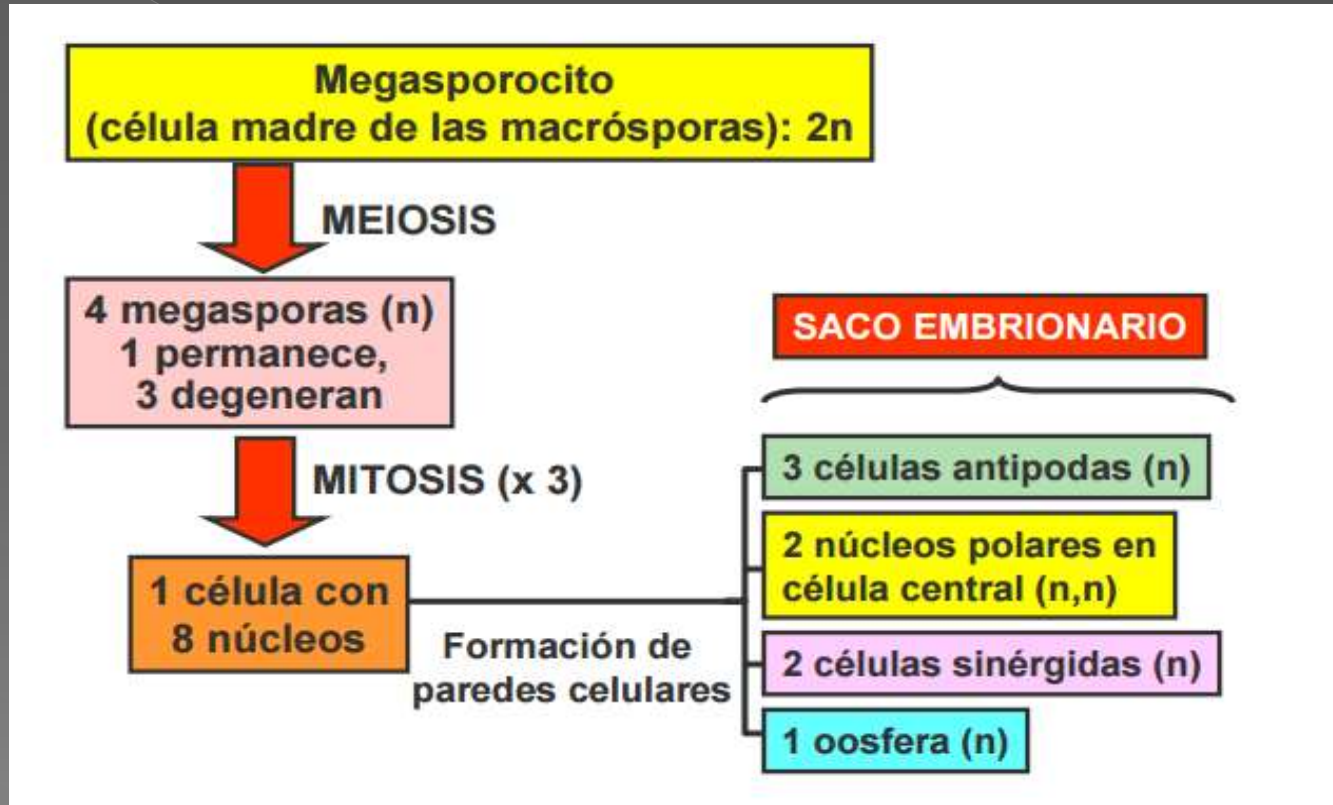 Megasporocito
(célula madre de las macrósporas): 2n
MEIOSIS
4 megasporas (n)
1 permanece,
3 degeneran
MITOSIS (x 3)
1 célula con
8 núcleos
Formación de
paredes celulares
SACO EMBRIONARIO
3 células antipodas (n)
2 núcleos polares en
célula central (n,n)
2 células sinérgidas (n)
1 oosfera (n)